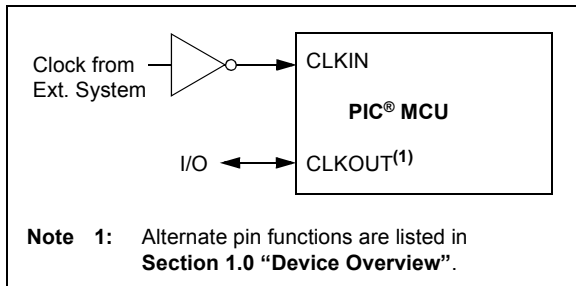 Clock from
Ext. System
CLKIN
PIC® MCU
I/O
CLKOUT(1)
Note 1: Alternate pin functions are listed in
Section 1.0 “Device Overview”.